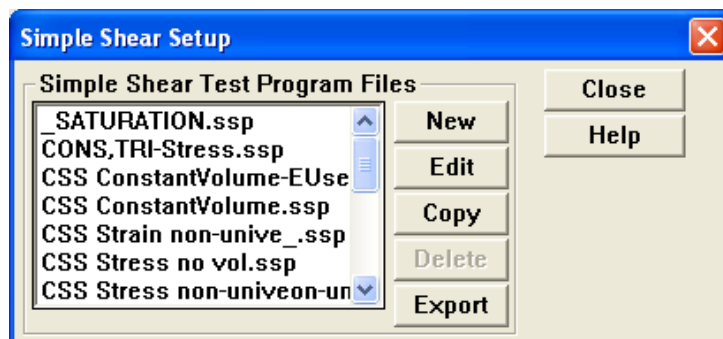 Simple Shear Setup
Simple Shear Test Program Files
_SATURATION.ssp
CONS,TRI-Stress.ssp
CSS ConstantVolume-EUse
CSS ConstantVolume.ssp
CSS Strain non-unive_.ssp
CSS Stress no vol.ssp
CSS Stress non-univeon-un
New
Edit
Copy
Delete
Export
Close
Help